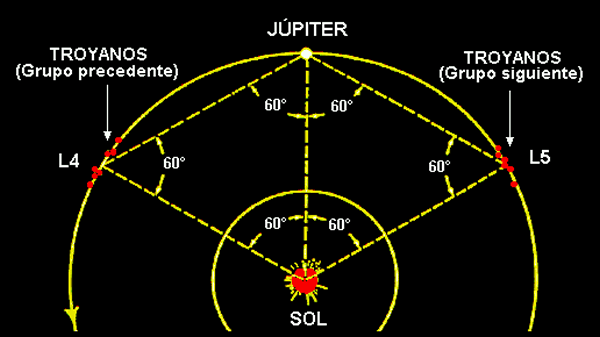 JÚPITER
TROYANOS
(Grupo precedente)
TROYANOS
(Grupo siguiente)
60°
60°
L4
60°
60°
L5
60°
60°
SOL